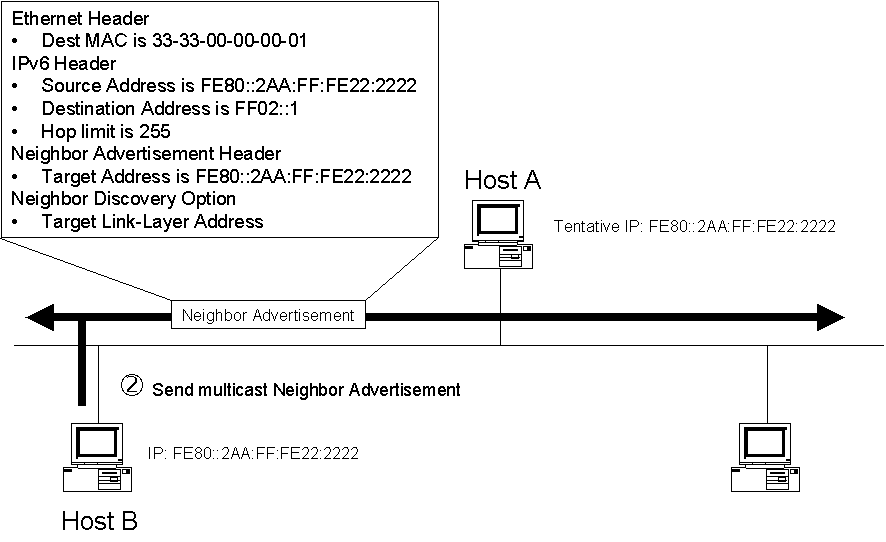 Ethernet Header
• Dest MAC is 33-33-00-00-00-01
IPv6 Header
• Source Address is FE80::2AA:FF:FE22:2222
• Destination Address is FF02::1
• Hop limit is 255
Neighbor Advertisement Header
• Target Address is FE80::2AA:FF:FE22:2222
Neighbor Discovery Option
• Target Link-Layer Address
Host A
Tentative IP: FE80::2AA:FF:FE22:2222
Neighbor Advertisement
② Send multicast Neighbor Advertisement
IP: FE80::2AA:FF:FE22:2222
Host B